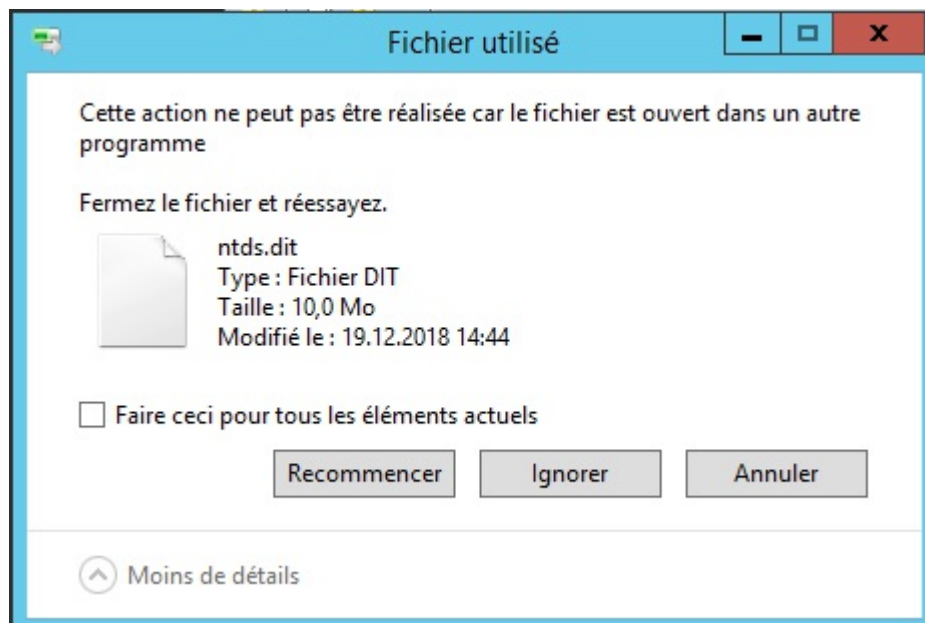 Fichier utilisé
Cette action ne peut pas être réalisée car le fichier est ouvert dans un autre
programme
Fermez le fichier et réessayez.
ntds.dit
Type : Fichier DIT
Taille : 10,0 Mo
Modifié le : 19.12.2018 14:44
Faire ceci pour tous les éléments actuels
Recommencer
Ignorer
Annuler
Moins de détails